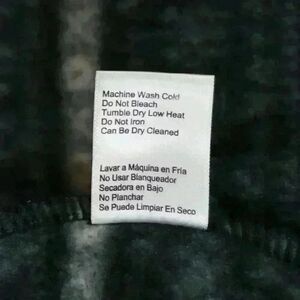 Machine Wash Cold
Do Not Bleach
Tumble Dry Low Heat
Do Not Iron
Can Be Dry Cleaned
Lavar a Máquina en Fria
No Usar Blanqueador
Secadora en Bajo
No Planchar
Se Puede Limpiar En Seco